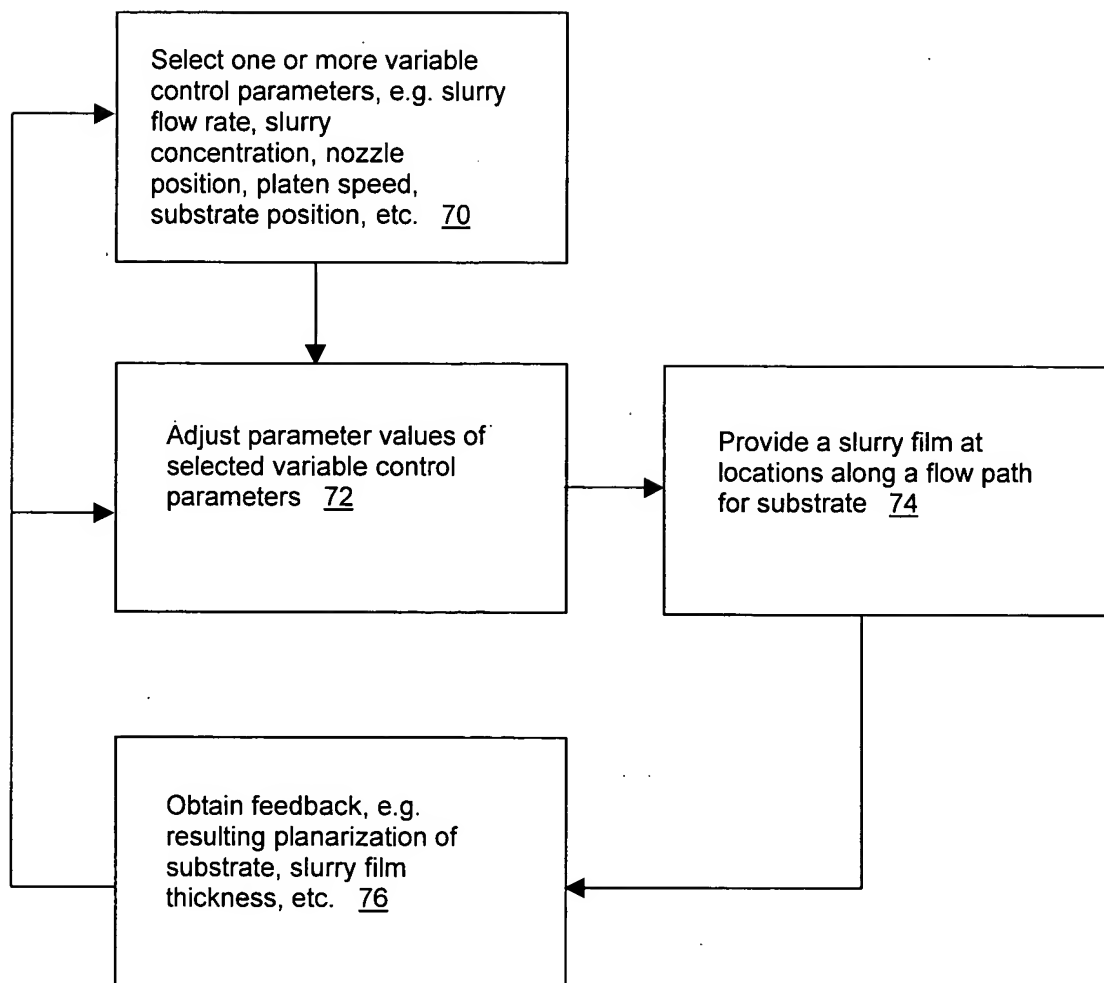 Select one or more variable
control parameters, e.g. slurry
flow rate, slurry
concentration, nozzle
position, platen speed,
substrate position, etc. 70
Adjust parameter values of
selected variable control
parameters 72
Provide a slurry film at
locations along a flow path
for substrate 74
Obtain feedback, e.g.
resulting planarization of
substrate, slurry film
thickness, etc. 76